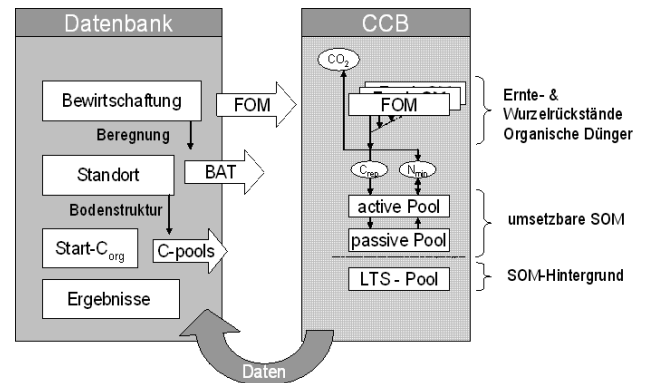 Datenbank
CCB
Bewirtschaftung
FOM
Beregnung
Standort
BAT
Bodenstruktur
Start-Corg
C-pools
Ergebnisse
CO2
FOM
Crep
Nmin
active Pool
passive Pool
LTS - Pool
Ernte- &
Wurzelrückstände
Organische Dünger
umsetzbare SOM
SOM-Hintergrund
Daten